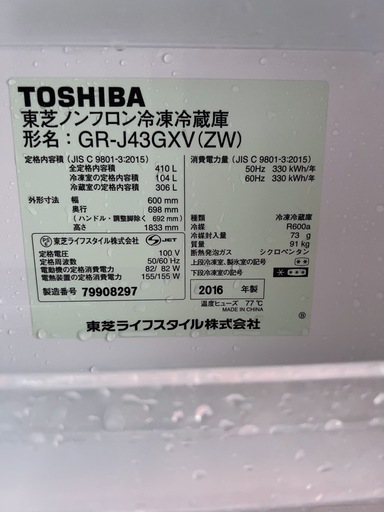 TOSHIBA
東芝ノンフロン冷凍冷蔵庫
形名：GR-J43GXV(ZW)
定格内容積（JIS C 9801-3:2015）
全定格内容積 410 L
冷凍室の定格内容積 104 L
冷蔵室の定格内容積 306 L
外形寸法 幅 600 mm
奥行 698 mm
（ハンドル・調整脚除く 692 mm）
高さ 1833 mm
東芝ライフスタイル株式会社 JET
定格電圧 100 V
定格周波数 50/60 Hz
電動機の定格消費電力 82/ 82 W
電熱装置の定格消費電力 155/155 W
製造番号 79908297
消費電力量（JIS C 9801-3:2015）
50Hz 330 kWh/年
60Hz 330 kWh/年
種類 冷凍冷蔵庫
冷媒 R600a
冷媒量 73 g
質量 91 kg
断熱発泡ガス シクロペンタン
上段冷凍室、製氷室の記号
下段冷凍室の記号
2016 年製
温度ヒューズ 77℃
MADE IN CHINA
東芝ライフスタイル株式会社